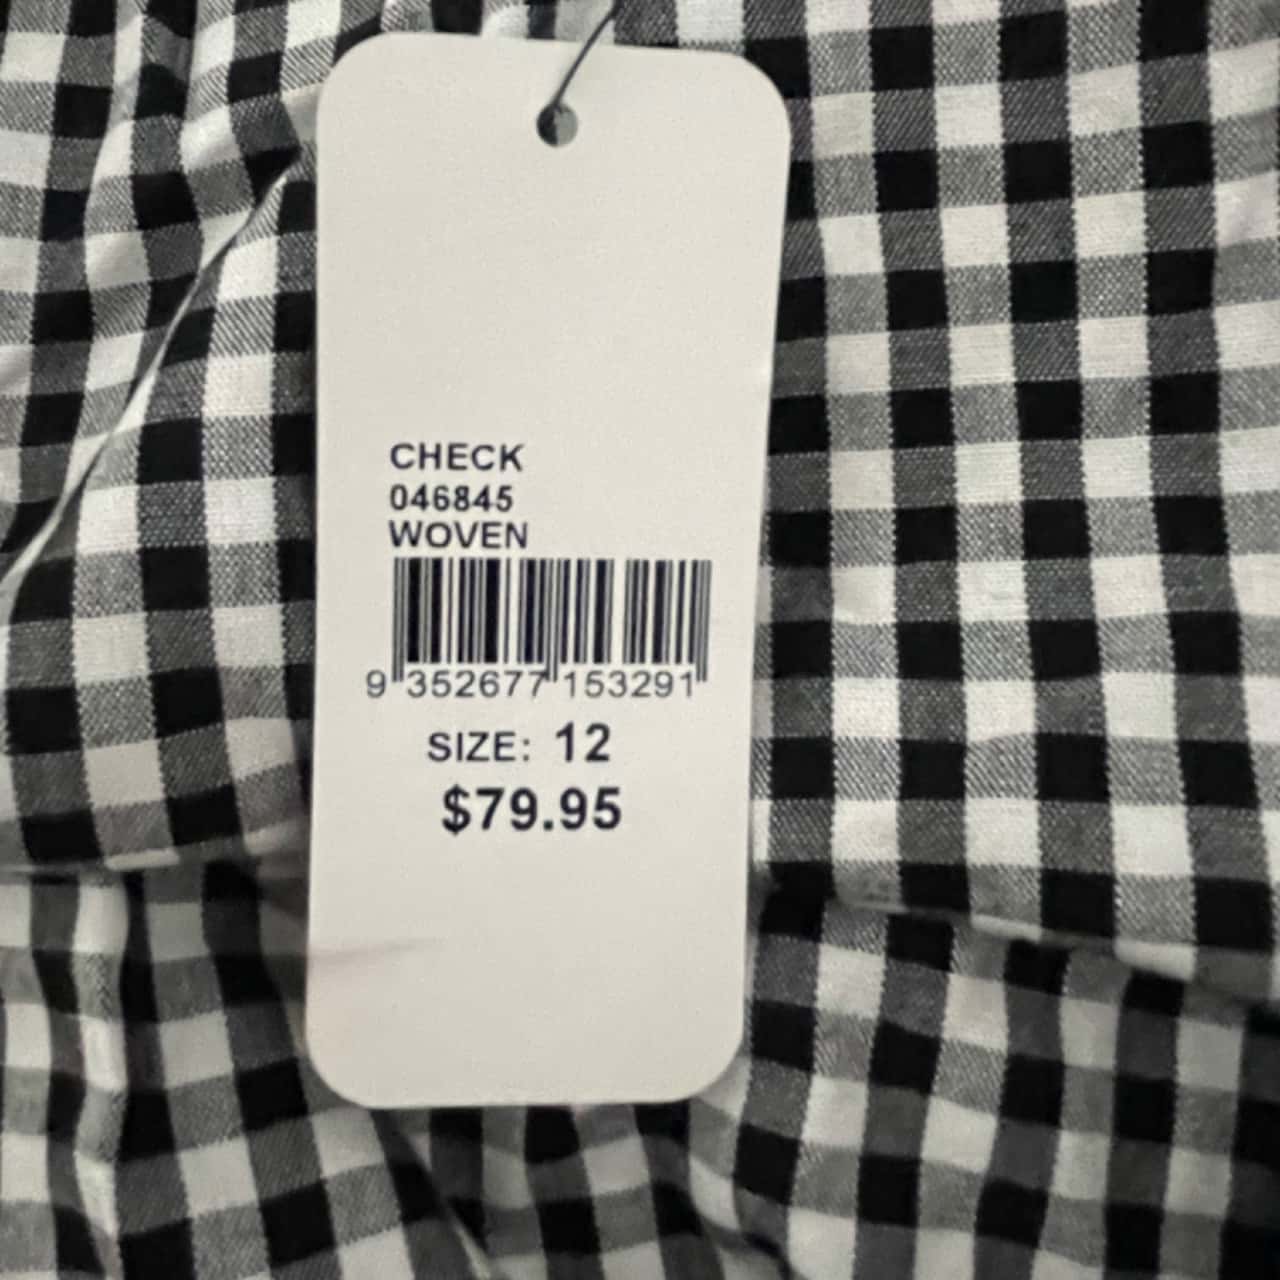 CHECK
046845
WOVEN
9 352677 153291
SIZE: 12
$79.95